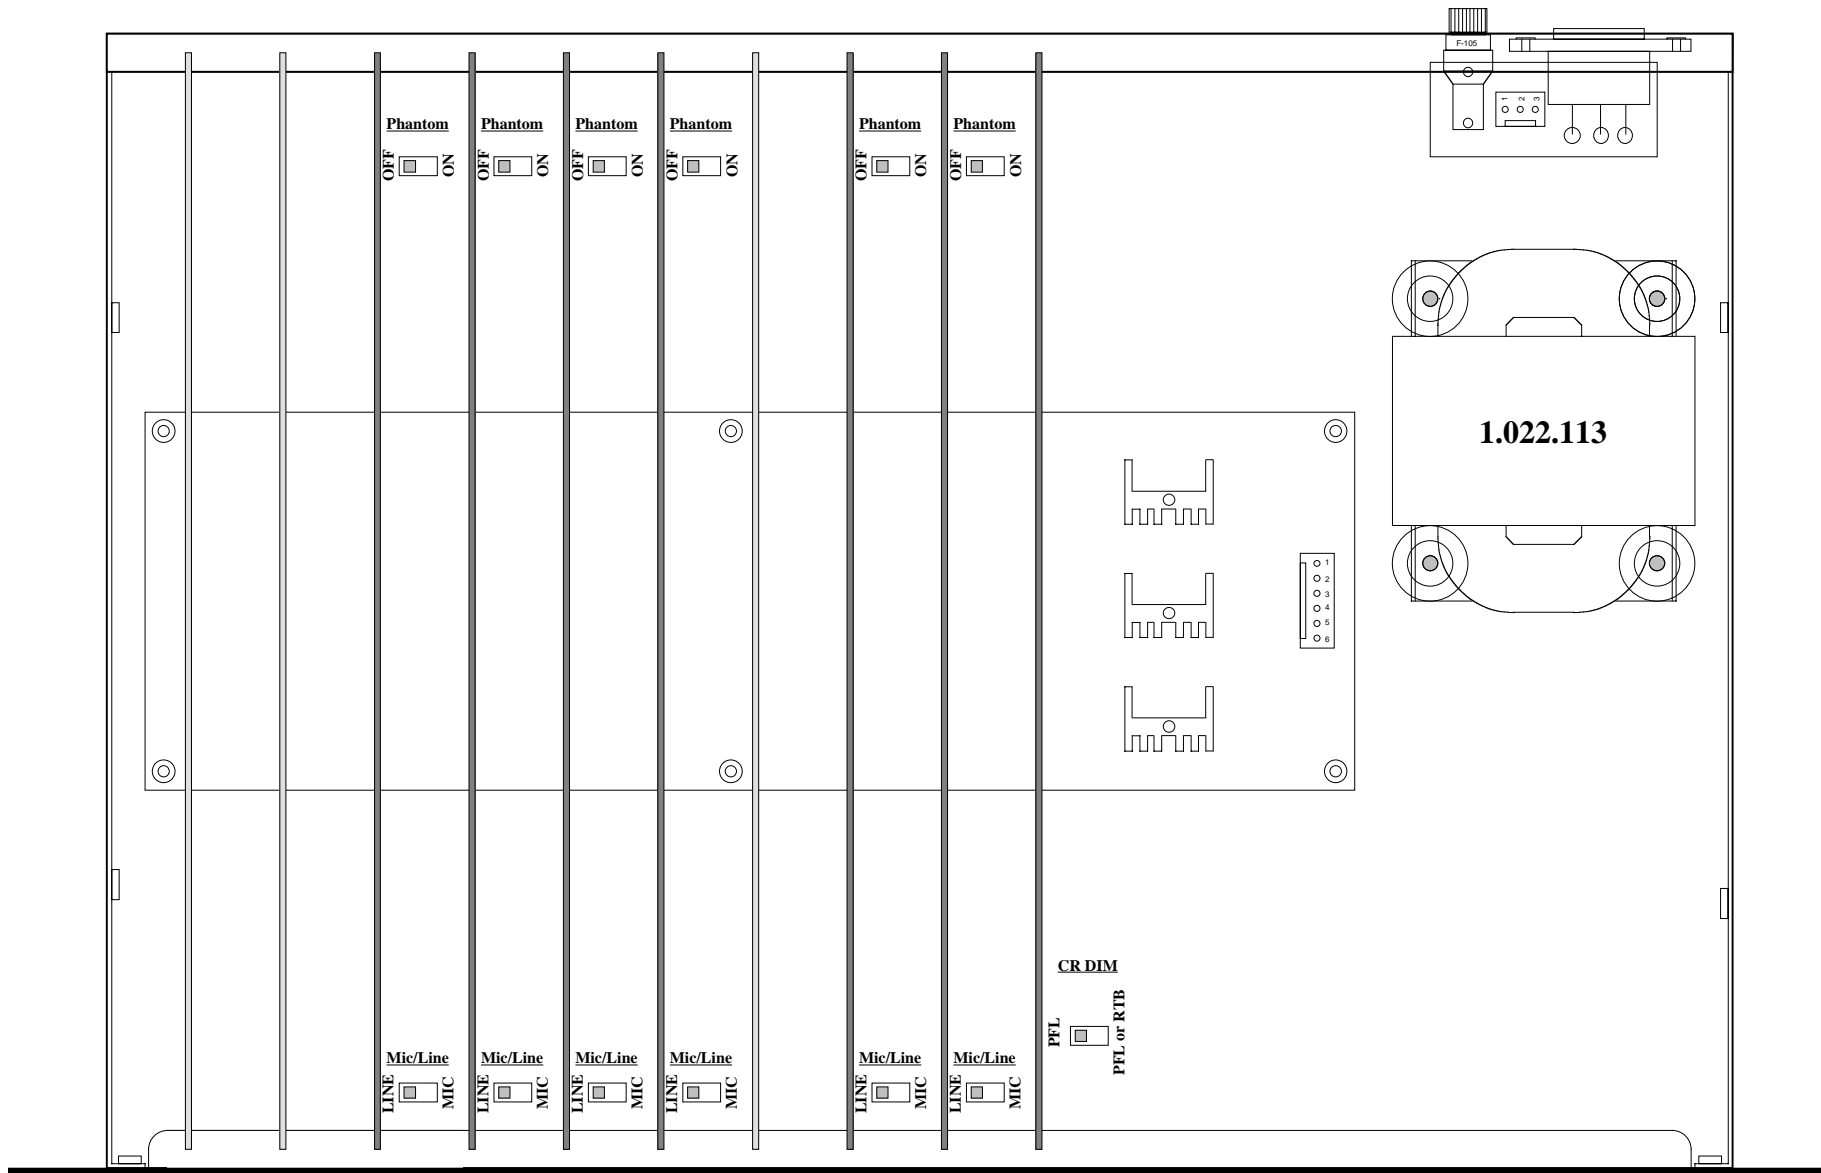 F-105
1 2 3
Phantom Phantom Phantom Phantom Phantom Phantom
OFF ON OFF ON OFF ON OFF ON OFF ON OFF ON
1.022.113
1
2
3
4
5
6
CR DIM
PFL PFL or RTB
Mic/Line Mic/Line Mic/Line Mic/Line Mic/Line Mic/Line
LINE MIC LINE MIC LINE MIC LINE MIC LINE MIC LINE MIC